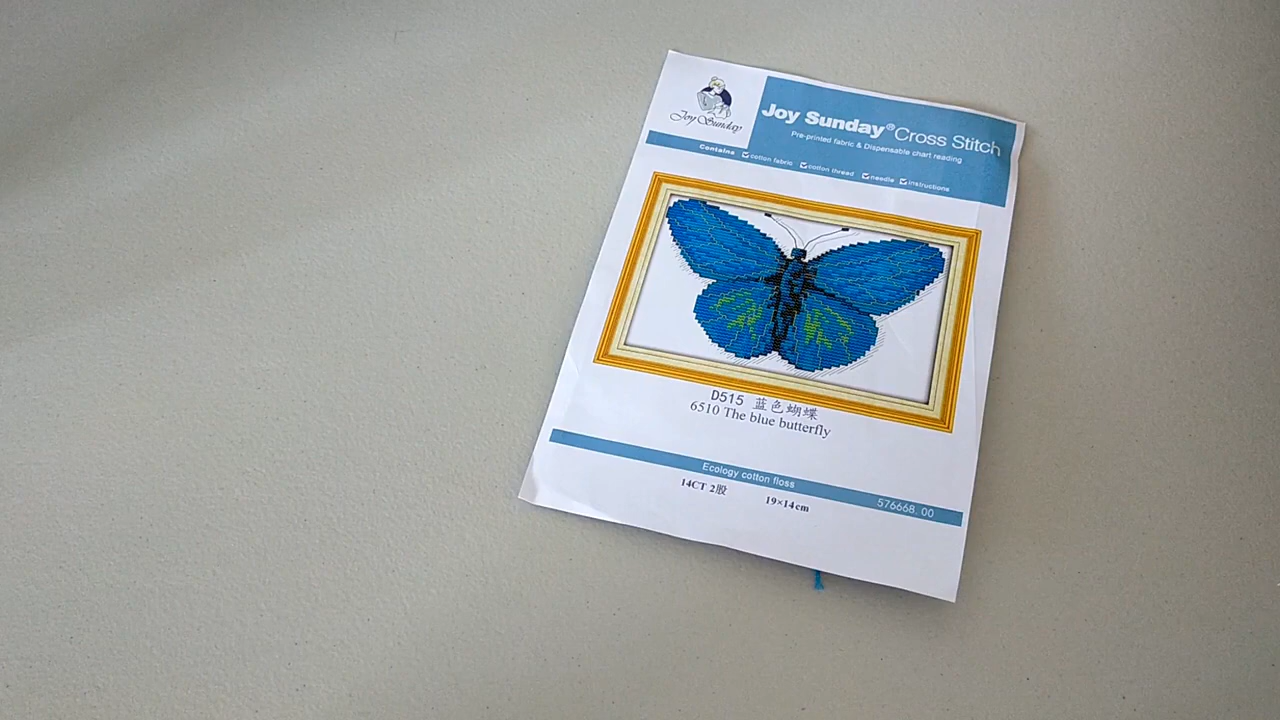 Joy Sunday
Joy Sunday® Cross Stitch
Pre-printed fabric & Dispensable chart reading
Contains ☑cotton fabric ☑cotton thread ☑needle ☑instructions
D515 蓝色蝴蝶
6510 The blue butterfly
Ecology cotton floss
576668.00
14CT 2股 19×14cm